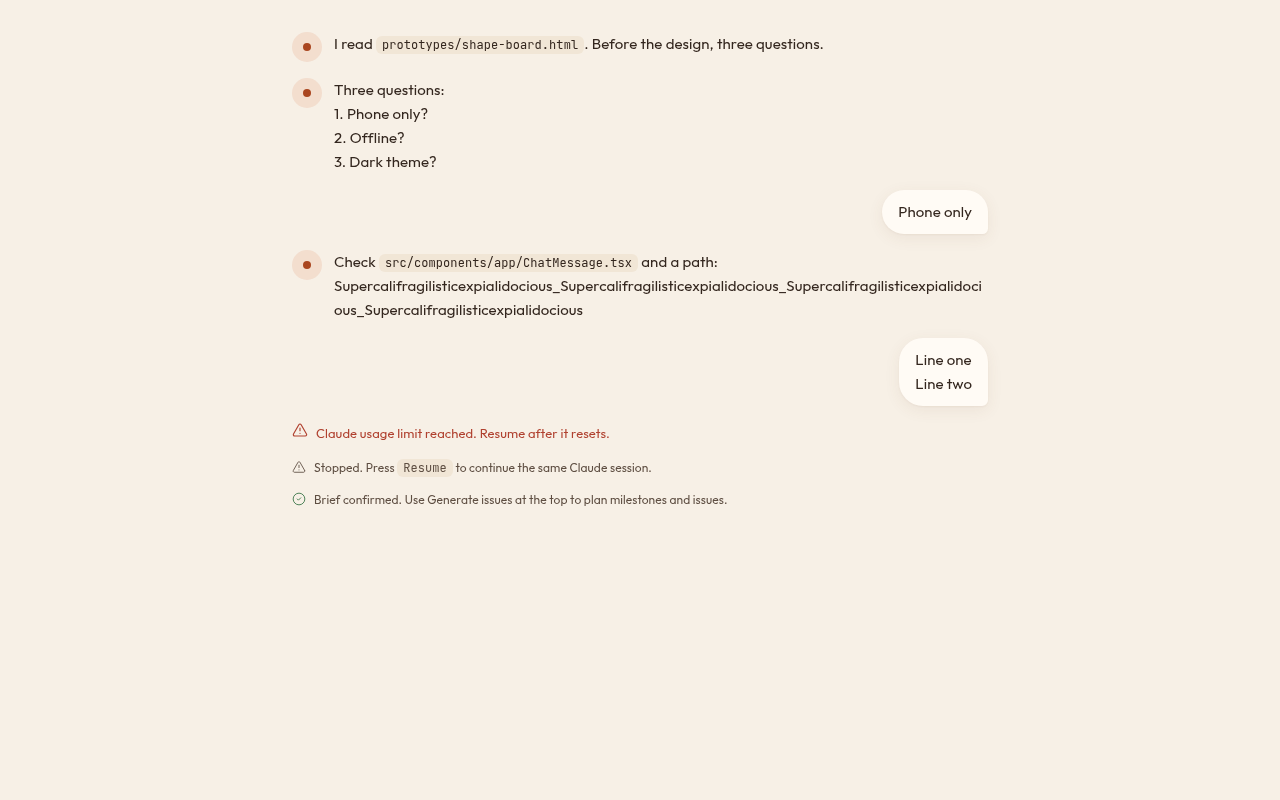 I read prototypes/shape-board.html. Before the design, three questions.
Three questions:
1. Phone only?
2. Offline?
3. Dark theme?
Phone only
Check src/components/app/ChatMessage.tsx and a path:
Supercalifragilisticexpialidocious_Supercalifragilisticexpialidocious_Supercalifragilisticexpialidoci
ous_Supercalifragilisticexpialidocious
Line one
Line two
Claude usage limit reached. Resume after it resets.
Stopped. Press Resume to continue the same Claude session.
Brief confirmed. Use Generate issues at the top to plan milestones and issues.